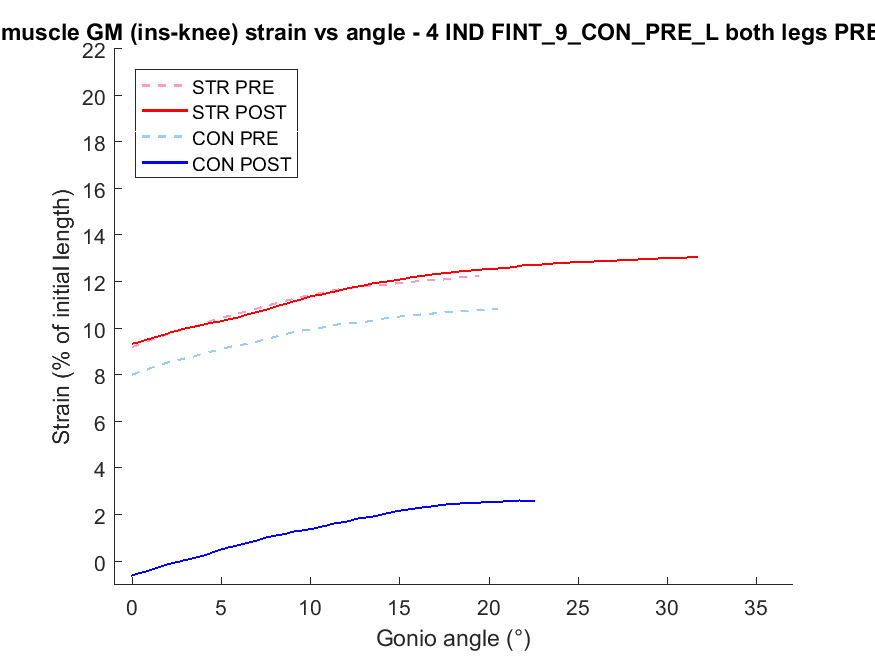 muscle GM (ins-knee) strain vs angle - 4 IND FINT_9_CON_PRE_L both legs PRE
22
20
18
16
14
12
10
8
6
4
2
0
STR PRE
STR POST
CON PRE
CON POST
Strain (% of initial length)
0 5 10 15 20 25 30 35
Gonio angle (°)